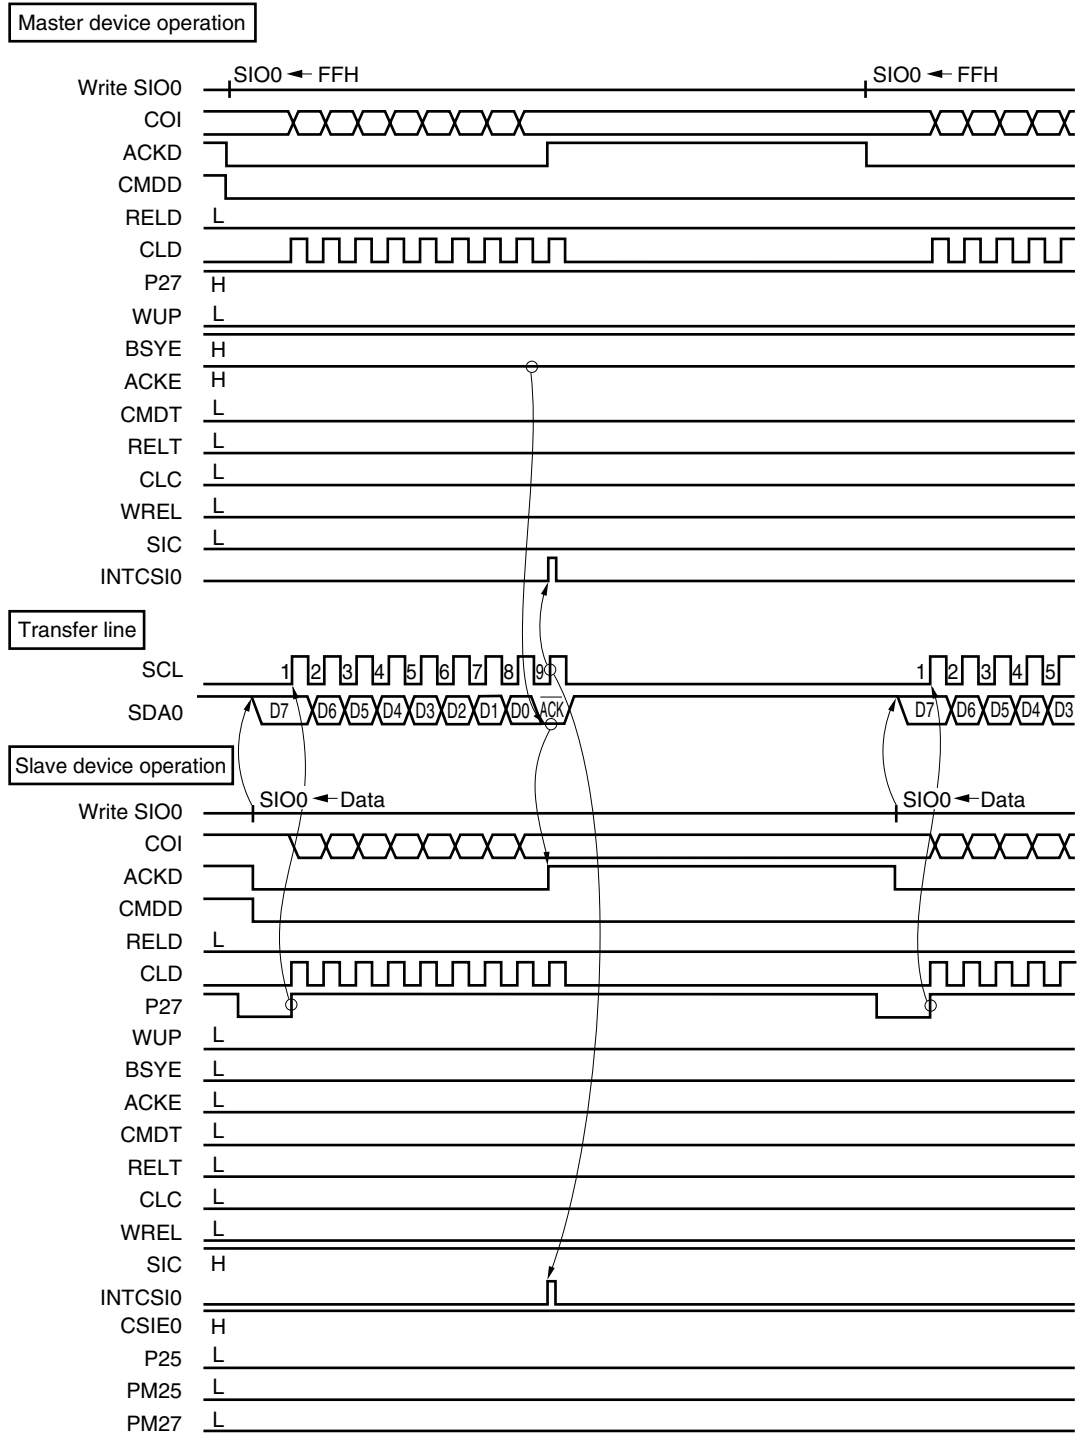 Master device operation
SIO0 ← FFH SIO0 ← FFH
Write SIO0
COI
ACKD
CMDD
RELD L
CLD
P27 H
WUP L
BSYE H
ACKE H
CMDT L
RELT L
CLC L
WREL L
SIC L
INTCSI0
Transfer line
SCL 1 2 3 4 5 6 7 8 9 1 2 3 4 5
SDA0 D7 D6 D5 D4 D3 D2 D1 D0 A̅C̅K̅ D7 D6 D5 D4 D3
Slave device operation
SIO0 ← Data SIO0 ← Data
Write SIO0
COI
ACKD
CMDD
RELD L
CLD
P27
WUP L
BSYE L
ACKE L
CMDT L
RELT L
CLC L
WREL L
SIC H
INTCSI0
CSIE0 H
P25 L
PM25 L
PM27 L